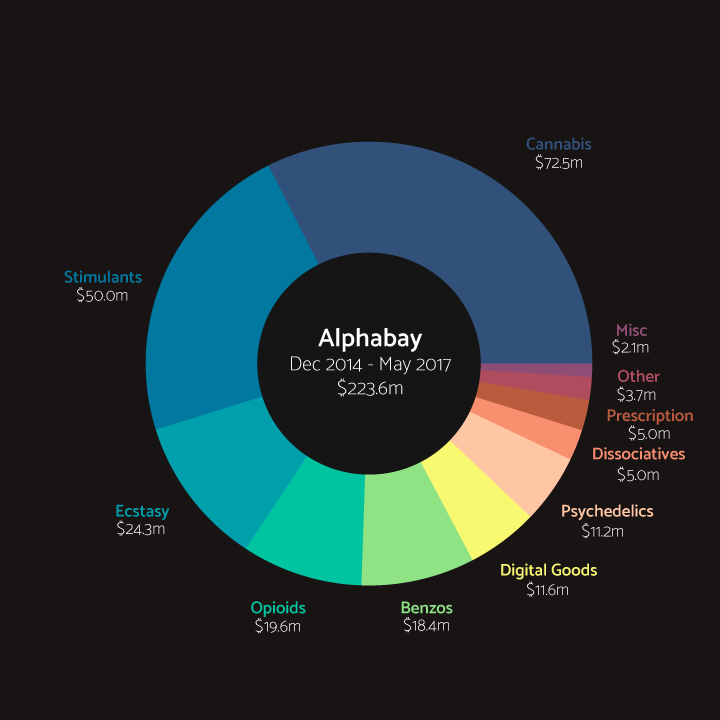 Cannabis
$72.5m
Stimulants
$50.0m
Alphabay
Dec 2014 - May 2017
$223.6m
Misc
$2.1m
Other
$3.7m
Prescription
$5.0m
Dissociatives
$5.0m
Psychedelics
$11.2m
Ecstasy
$24.3m
Digital Goods
$11.6m
Opioids
$19.6m
Benzos
$18.4m